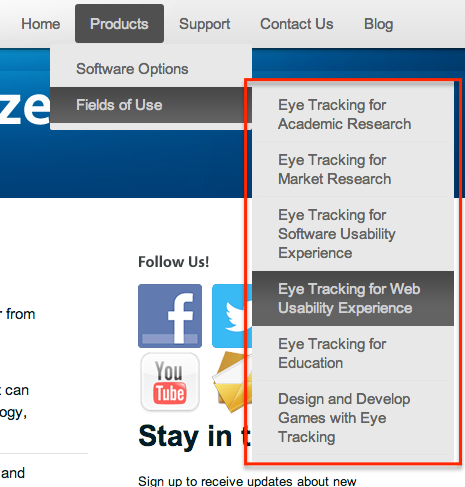 Home Products Support Contact Us Blog
Software Options
Fields of Use
ze
Eye Tracking for
Academic Research
Eye Tracking for
Market Research
Eye Tracking for
Software Usability
Experience
Eye Tracking for Web
Usability Experience
Eye Tracking for
Education
Design and Develop
Games with Eye
Tracking
Follow Us!
f
You
Tube
r from
t can
ogy,
and
Stay in t
Sign up to receive updates about new